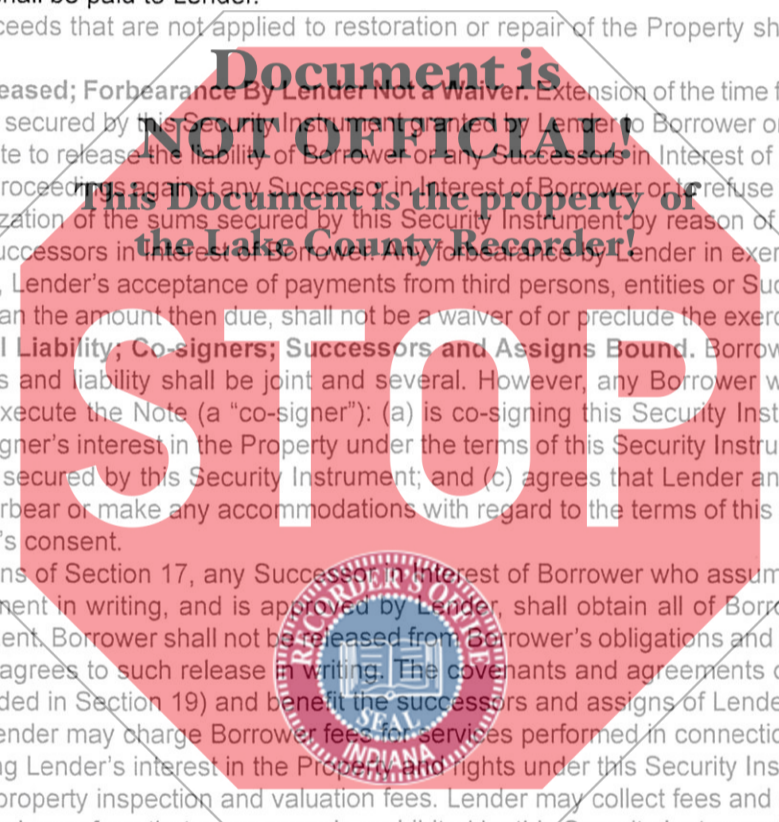 shall be paid to Lender.
ceeds that are not applied to restoration or repair of the Property sh
Document is
eased; Forbearance By Lender Not a Waiver. Extension of the time f
secured by this Security Instrument granted by Lender to Borrower o
NOT OFFICIAL!
te to release the liability of Borrower or any Successors in Interest of
roceedings against any Successor in Interest of Borrower or to refuse
This Document is the property of
zation of the sums secured by this Security Instrument by reason of
the Lake County Recorder!
uccessors in Interest of Borrower. Any forbearance by Lender in exer
, Lender's acceptance of payments from third persons, entities or Suc
an the amount then due, shall not be a waiver of or preclude the exerc
l Liability; Co-signers; Successors and Assigns Bound. Borrow
s and liability shall be joint and several. However, any Borrower w
xecute the Note (a “co-signer”): (a) is co-signing this Security Inst
STOP
gner's interest in the Property under the terms of this Security Instru
secured by this Security Instrument; and (c) agrees that Lender an
rbear or make any accommodations with regard to the terms of this
's consent.
ns of Section 17, any Successor in Interest of Borrower who assum
RECORDER'S OFFICE
nent in writing, and is approved by Lender, shall obtain all of Borro
ent. Borrower shall not be released from Borrower's obligations and
agrees to such release in writing. The covenants and agreements o
ded in Section 19) and benefit the successors and assigns of Lende
SEAL
ender may charge Borrower fees for services performed in connectio
INDIANA
ng Lender's interest in the Property and rights under this Security Ins
property inspection and valuation fees. Lender may collect fees and